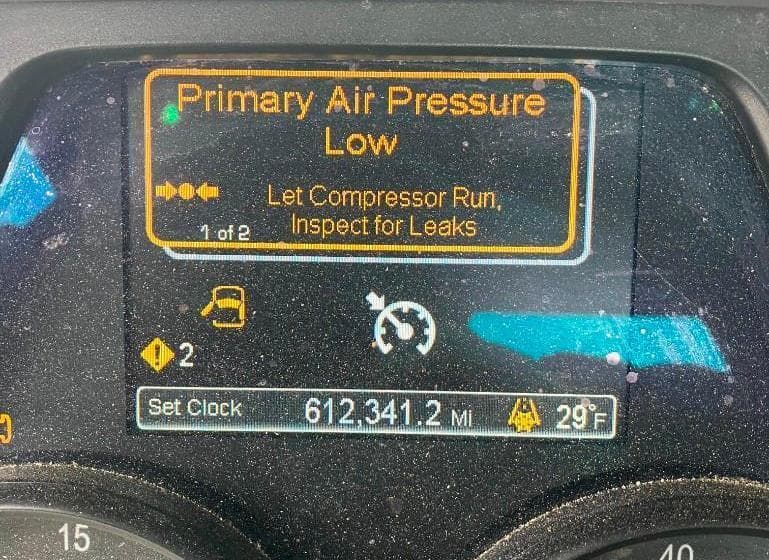 Primary Air Pressure
Low
Let Compressor Run,
Inspect for Leaks
1 of 2
2
Set Clock 612,341.2 MI 29°F
15
40